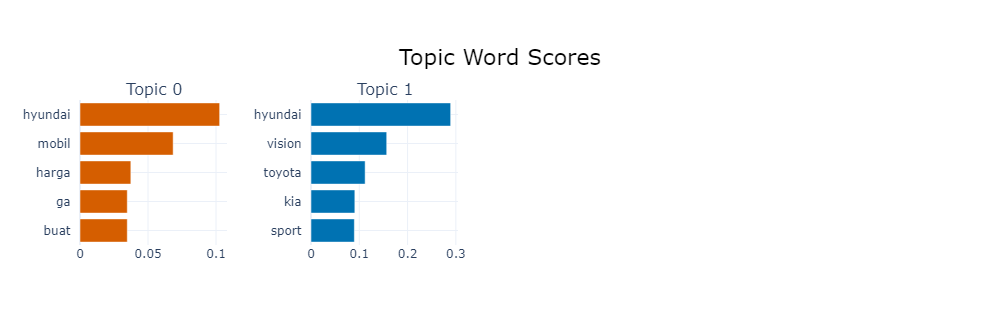 Topic Word Scores
Topic 0
hyundai
mobil
harga
ga
buat
0 0.05 0.1
Topic 1
hyundai
vision
toyota
kia
sport
0 0.1 0.2 0.3